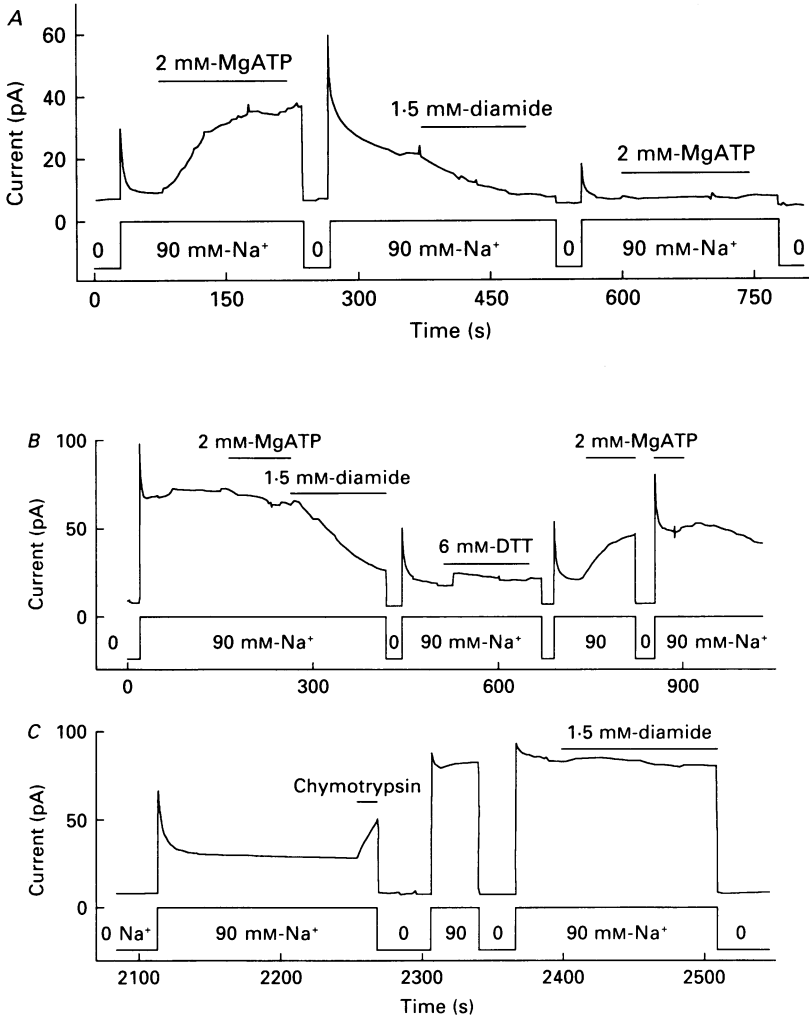 A
60
2 mM-MgATP
40
1·5 mM-diamide
2 mM-MgATP
20
0
Current (pA)
0 90 mM-Na⁺ 0 90 mM-Na⁺ 0 90 mM-Na⁺ 0
0 150 300 450 600 750
Time (s)
B
100
2 mM-MgATP 2 mM-MgATP
1·5 mM-diamide
50
6 mM-DTT
0
Current (pA)
0 90 mM-Na⁺ 0 90 mM-Na⁺ 90 0 90 mM-Na⁺
0 300 600 900
C
100
1·5 mM-diamide
Chymotrypsin
50
0
Current (pA)
0 Na⁺ 90 mM-Na⁺ 0 90 0 90 mM-Na⁺ 0
2100 2200 2300 2400 2500
Time (s)